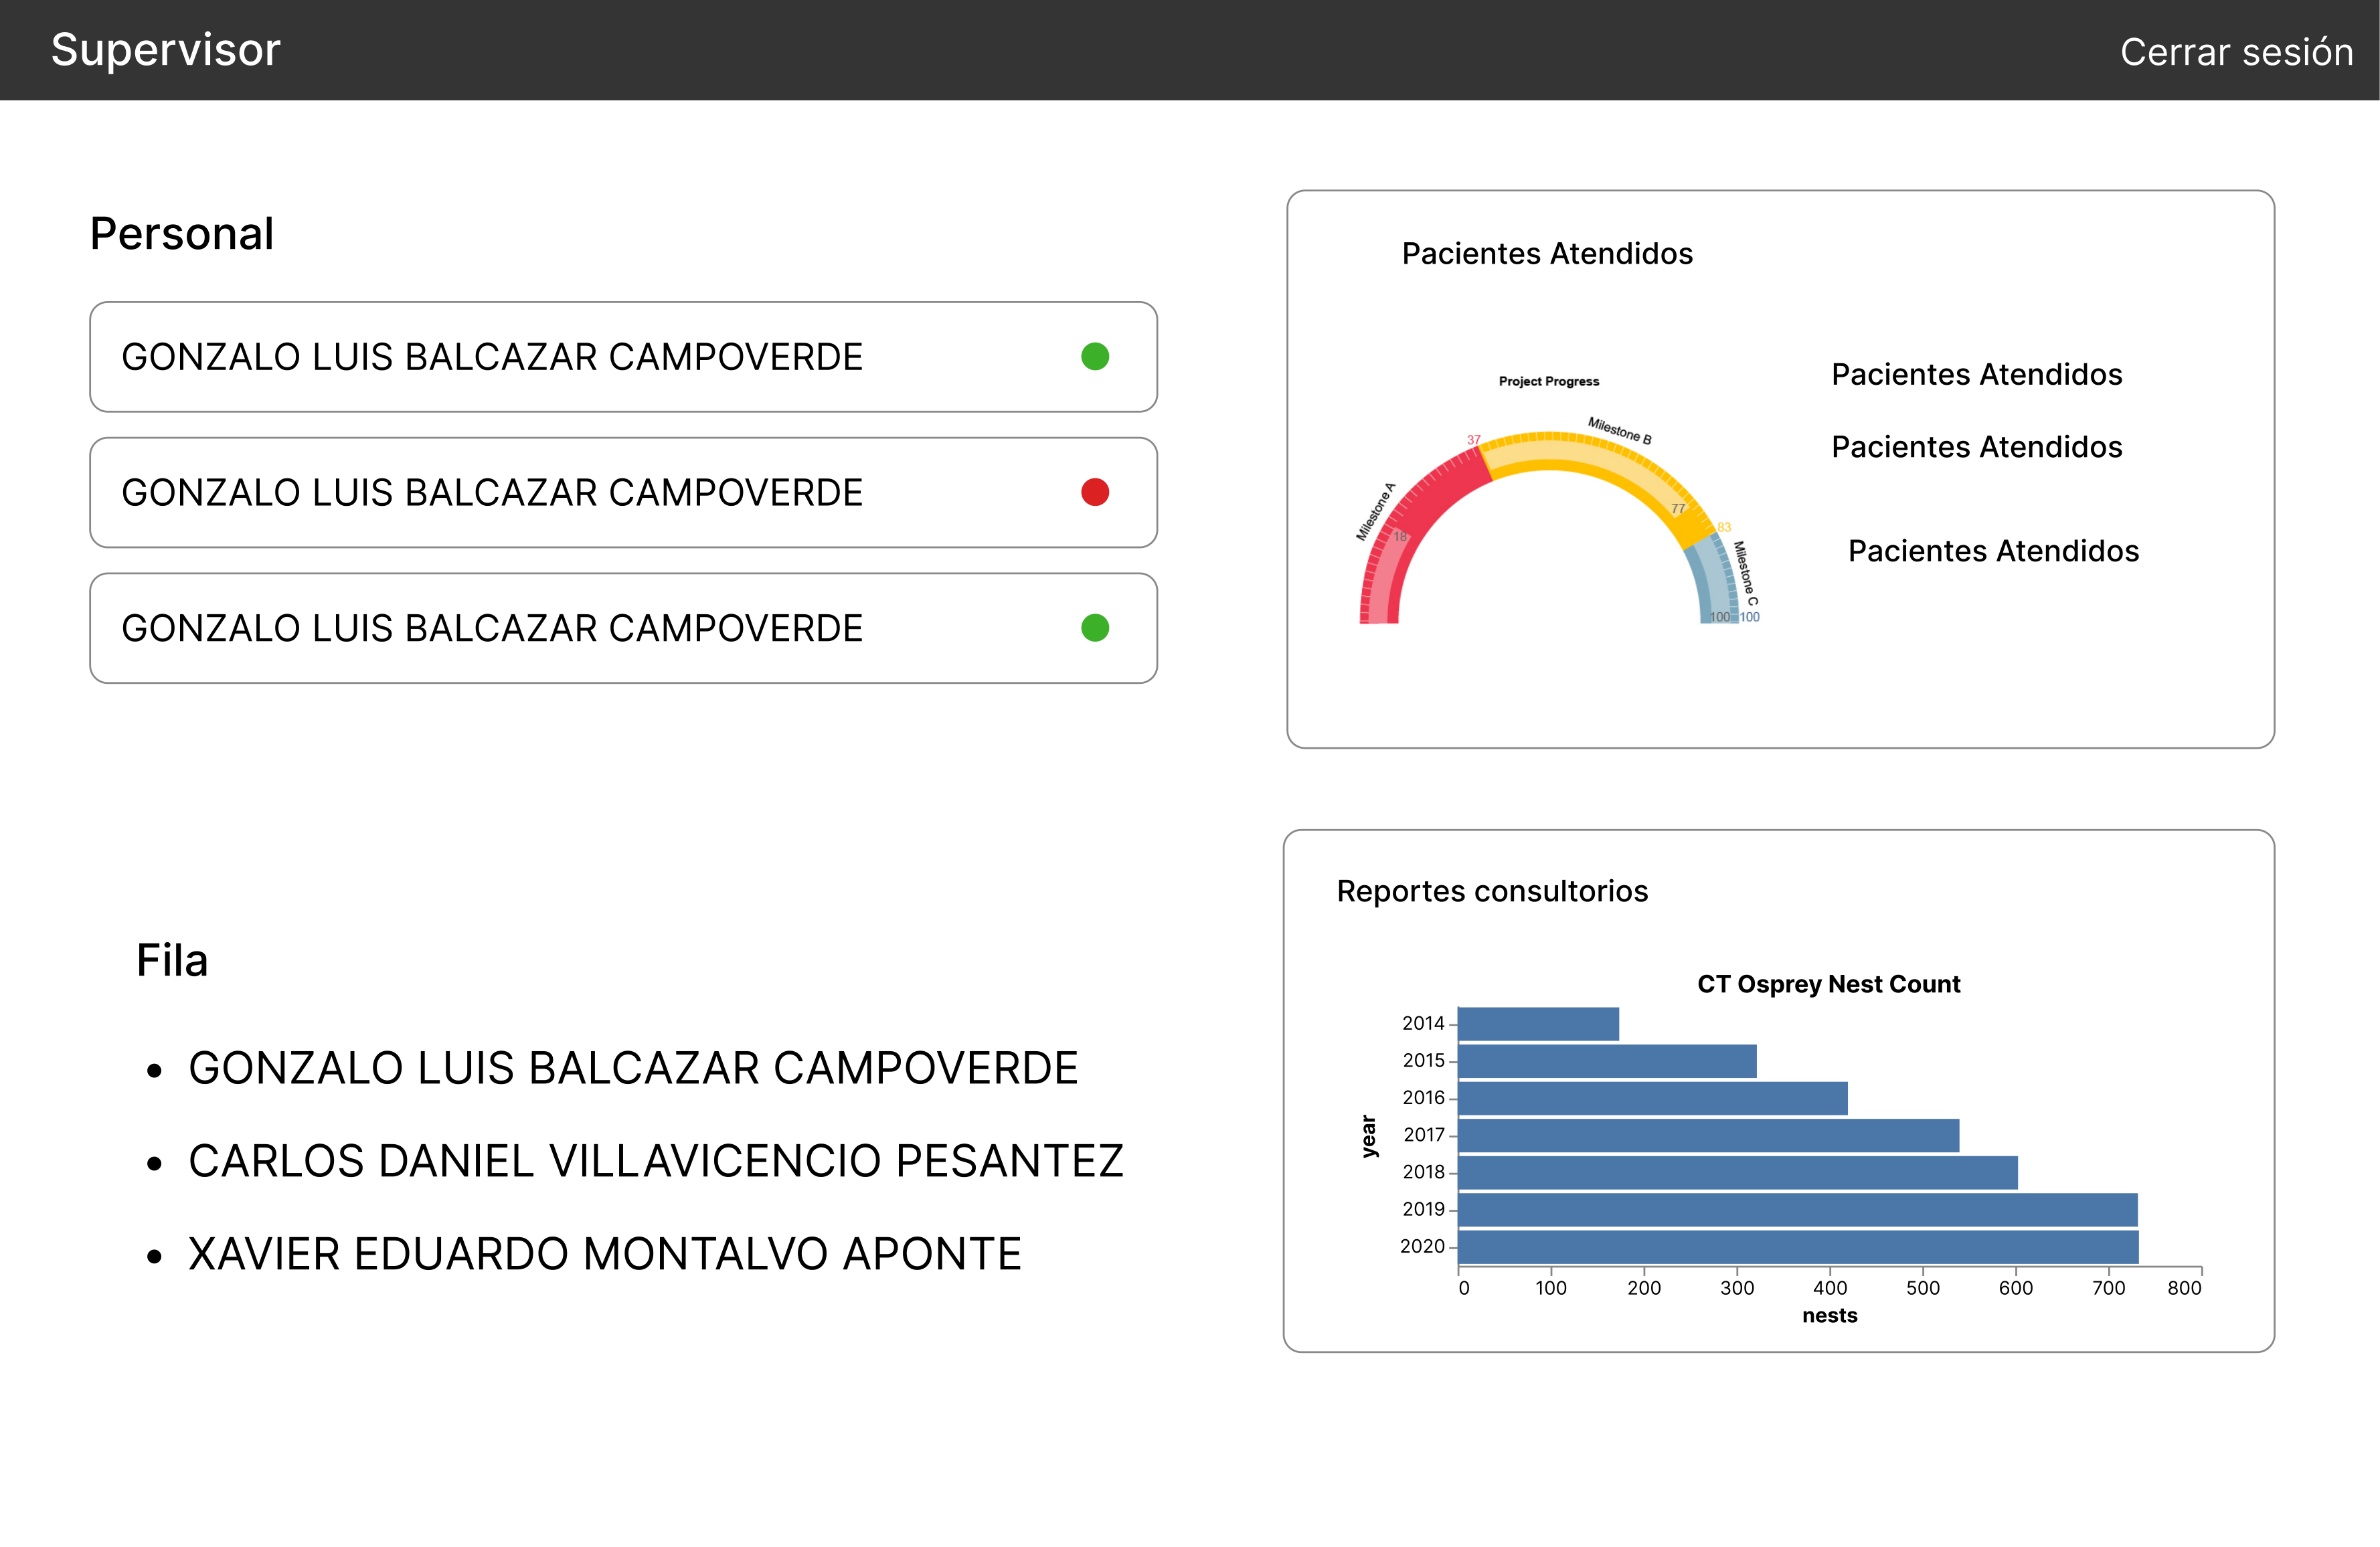 Supervisor
Cerrar sesión
Personal
GONZALO LUIS BALCAZAR CAMPOVERDE
GONZALO LUIS BALCAZAR CAMPOVERDE
GONZALO LUIS BALCAZAR CAMPOVERDE
Fila
GONZALO LUIS BALCAZAR CAMPOVERDE
CARLOS DANIEL VILLAVICENCIO PESANTEZ
XAVIER EDUARDO MONTALVO APONTE
Pacientes Atendidos
Project Progress
Milestone A
Milestone B
Milestone C
37
18
77
83
100
100
Pacientes Atendidos
Pacientes Atendidos
Pacientes Atendidos
Reportes consultorios
CT Osprey Nest Count
year
2014
2015
2016
2017
2018
2019
2020
0 100 200 300 400 500 600 700 800
nests